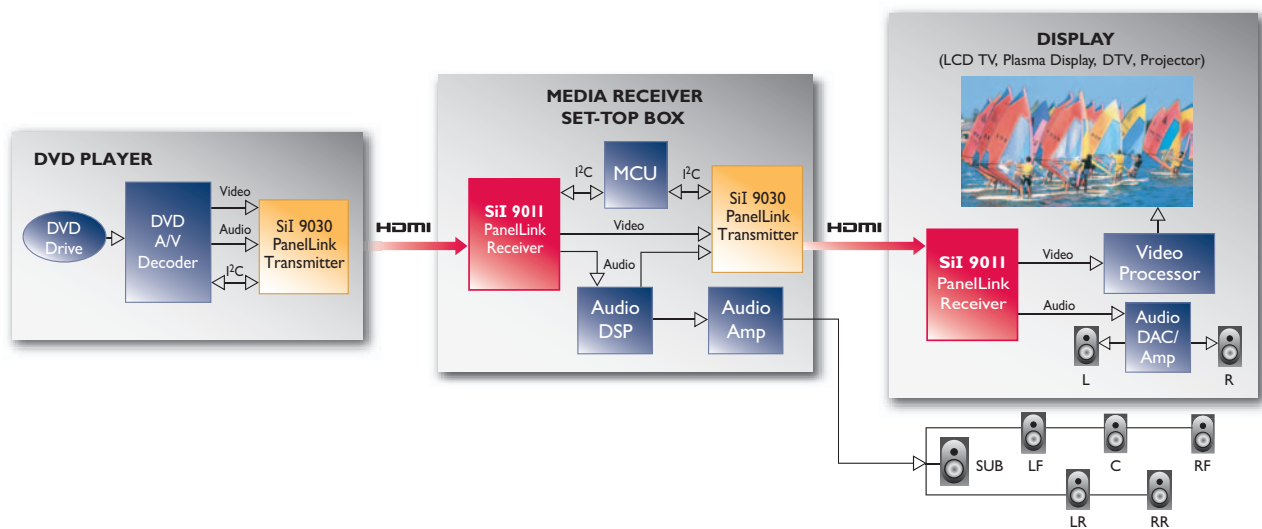 DVD PLAYER
DVD
Drive
DVD
A/V
Decoder
Video
Audio
I²C
SiI 9030
PanelLink
Transmitter
HDMI
MEDIA RECEIVER
SET-TOP BOX
SiI 9011
PanelLink
Receiver
I²C
MCU
I²C
Video
Audio
SiI 9030
PanelLink
Transmitter
Audio
DSP
Audio
Amp
HDMI
DISPLAY
(LCD TV, Plasma Display, DTV, Projector)
SiI 9011
PanelLink
Receiver
Video
Video
Processor
Audio
Audio
DAC/
Amp
L
R
SUB
LF
C
RF
LR
RR